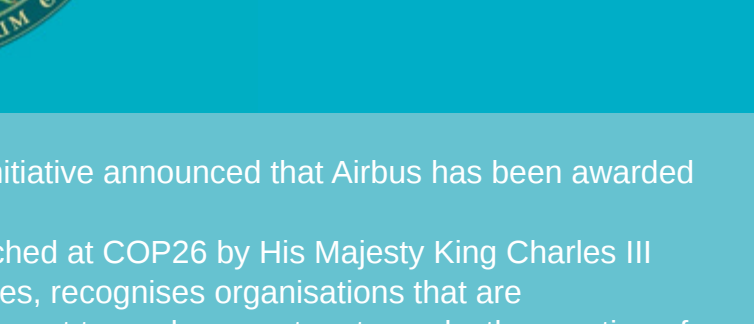 nitiative announced that Airbus has been awarded
ched at COP26 by His Majesty King Charles III
es, recognises organisations that are